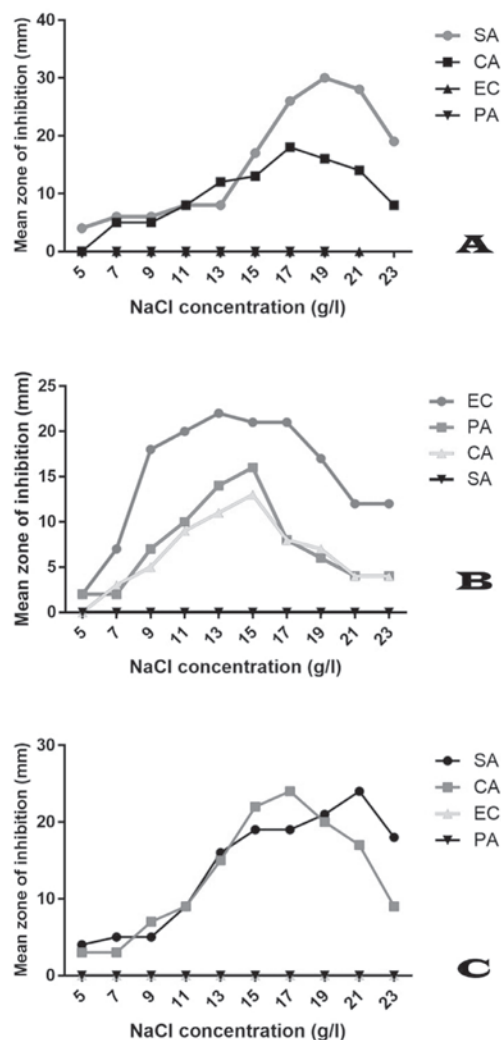 Mean zone of inhibition (mm)
40
30
20
10
0
5 7 9 11 13 15 17 19 21 23
NaCl concentration (g/l)
SA
CA
EC
PA
A
Mean zone of inhibition (mm)
25
20
15
10
5
0
5 7 9 11 13 15 17 19 21 23
NaCl concentration (g/l)
EC
PA
CA
SA
B
Mean zone of inhibition (mm)
30
20
10
0
5 7 9 11 13 15 17 19 21 23
NaCl concentration (g/l)
SA
CA
EC
PA
C